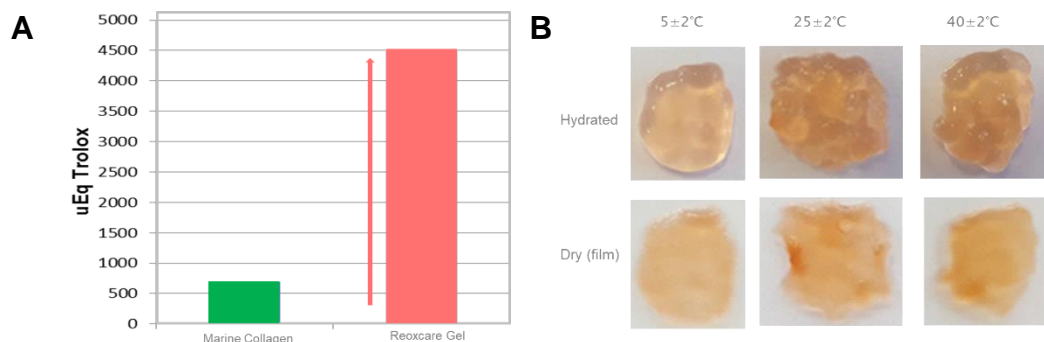 A
5000
4500
4000
3500
3000
2500
2000
1500
1000
500
0
uEq Trolox
Marine Collagen
Reoxcare Gel
B
5±2°C
25±2°C
40±2°C
Hydrated
Dry (film)